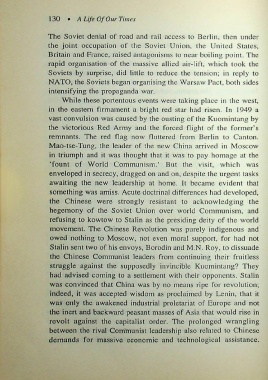 130 • A Life Of Our Times
The Soviet denial of road and rail access to Berlin, then under
the joint occupation of the Soviet Union, the United States,
Britain and France, raised antagonisms to near boiling point. The
rapid organisation of the massive allied air-lift, which took the
Soviets by surprise, did little to reduce the tension; in reply to
NATO, the Soviets began organising the Warsaw Pact, both sides
intensifying the propaganda war.
While these portentous events were taking place in the west,
in the eastern firmament a bright red star had risen. In 1949 a
vast convulsion was caused by the ousting of the Kuomintang by
the victorious Red Army and the forced flight of the former's
remnants. The red flag now fluttered from Berlin to Canton.
Mao-tse-Tung, the leader of the new China arrived in Moscow
in triumph and it was thought that it was to pay homage at the
'fount of World Communism.' But the visit, which was
enveloped in secrecy, dragged on and on, despite the urgent tasks
awaiting the new leadership at home. It became evident that
something was amiss. Acute doctrinal differences had developed,
the Chinese were strongly resistant to acknowledging the
hegemony of the Soviet Union over world Communism, and
refusing to kowtow to Stalin as the presiding deity of the world
movement. The Chinese Revolution was purely indigenous and
owed nothing to Moscow, not even moral support, for had not
Stalin sent two of his envoys, Borodin and M.N. Roy, to dissuade
the Chinese Communist leaders from continuing their fruitless
struggle against the supposedly invincible Kuomintang? They
had advised coming to a settlement with their opponents. Stalin
was convinced that China was by no means ripe for revolution;
indeed, it was accepted wisdom as proclaimed by Lenin, that it
was only the awakened industrial proletariat of Europe and not
the inert and backward peasant masses of Asia that would rise in
revolt against the capitalist order. The prolonged wrangling
between the rival Communist leadership also related to Chinese
demands for massive economic and technological assistance.